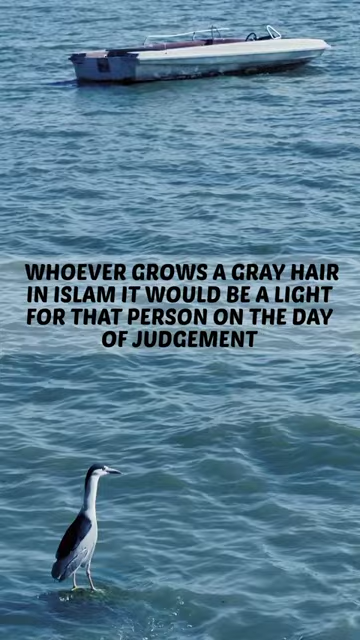 WHOEVER GROWS A GRAY HAIR
IN ISLAM IT WOULD BE A LIGHT
FOR THAT PERSON ON THE DAY
OF JUDGEMENT